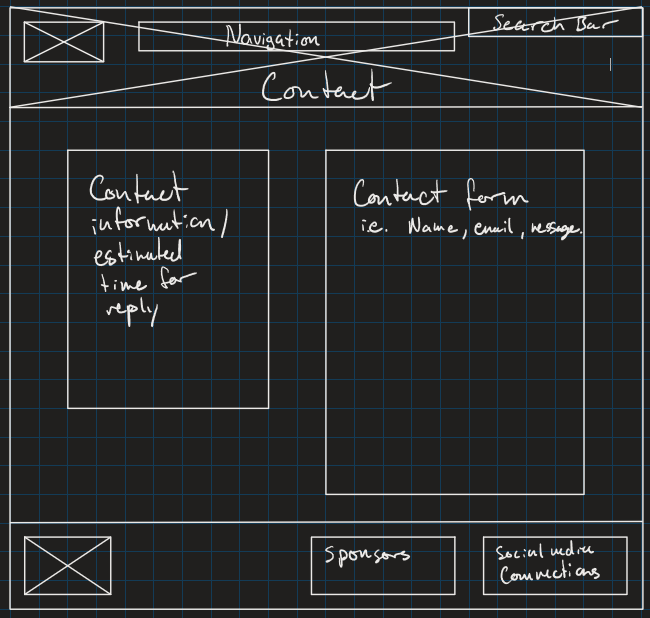 Navigation
Search Bar
Contact
Contact
information/
estimated
time for
reply
Contact form
i.e. Name, email, message.
Sponsors
Social media
Connections